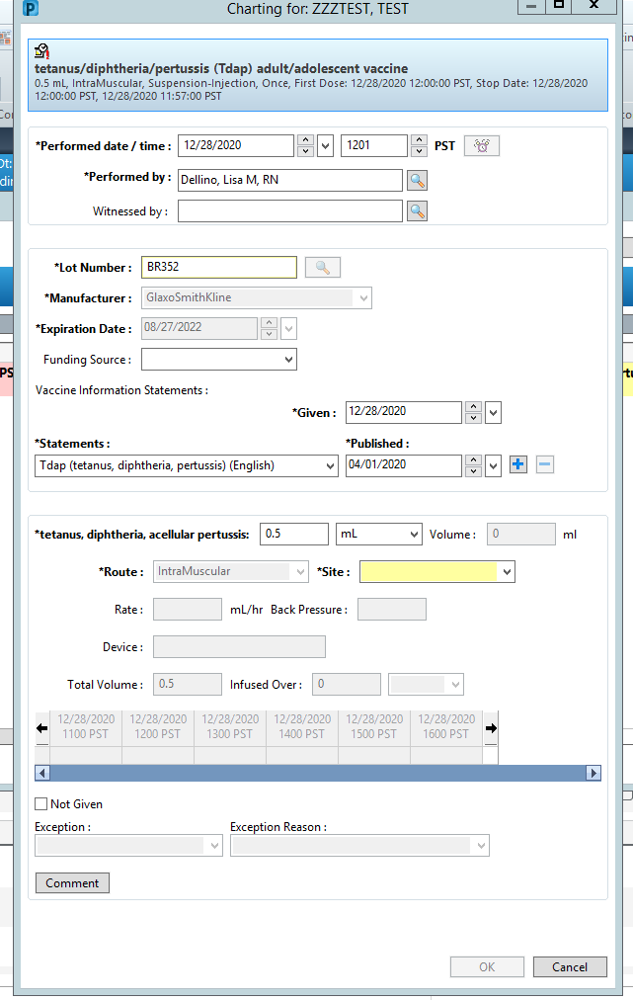 Charting for: ZZZTEST, TEST
tetanus/diphtheria/pertussis (Tdap) adult/adolescent vaccine
0.5 mL, IntraMuscular, Suspension-Injection, Once, First Dose: 12/28/2020 12:00:00 PST, Stop Date: 12/28/2020
12:00:00 PST, 12/28/2020 11:57:00 PST
*Performed date / time : 12/28/2020 1201 PST
*Performed by : Dellino, Lisa M, RN
Witnessed by :
*Lot Number : BR352
*Manufacturer : GlaxoSmithKline
*Expiration Date : 08/27/2022
Funding Source :
Vaccine Information Statements :
*Given : 12/28/2020
*Statements : *Published :
Tdap (tetanus, diphtheria, pertussis) (English) 04/01/2020
*tetanus, diphtheria, acellular pertussis: 0.5 mL Volume : 0 ml
*Route : IntraMuscular *Site :
Rate : mL/hr Back Pressure :
Device :
Total Volume : 0.5 Infused Over : 0
12/28/2020 12/28/2020 12/28/2020 12/28/2020 12/28/2020 12/28/2020
1100 PST 1200 PST 1300 PST 1400 PST 1500 PST 1600 PST
Not Given
Exception : Exception Reason :
Comment
OK Cancel